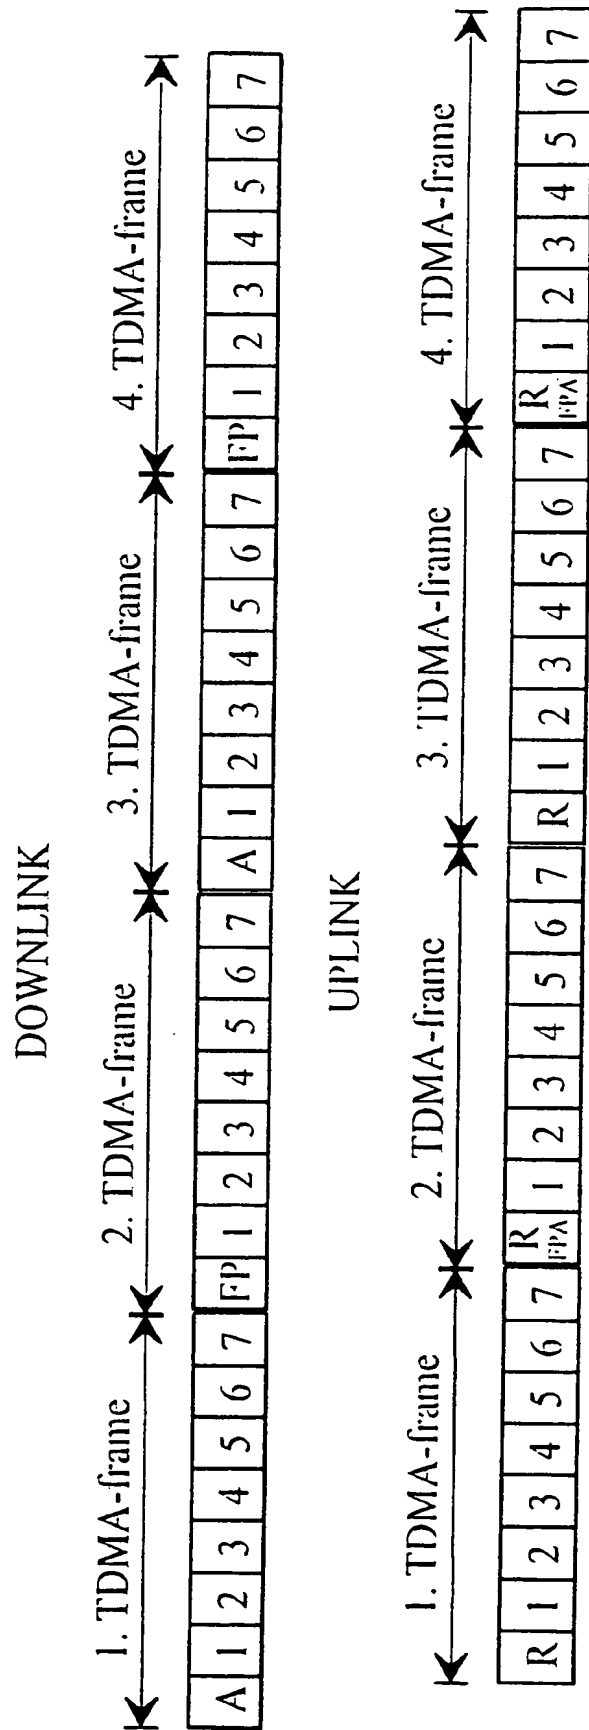 DOWNLINK
1. TDMA-frame 2. TDMA-frame 3. TDMA-frame 4. TDMA-frame
A 1 2 3 4 5 6 7 FP 1 2 3 4 5 6 7 A 1 2 3 4 5 6 7 FP 1 2 3 4 5 6 7
UPLINK
1. TDMA-frame 2. TDMA-frame 3. TDMA-frame 4. TDMA-frame
R 1 2 3 4 5 6 7 R FPA 1 2 3 4 5 6 7 R 1 2 3 4 5 6 7 R FPA 1 2 3 4 5 6 7